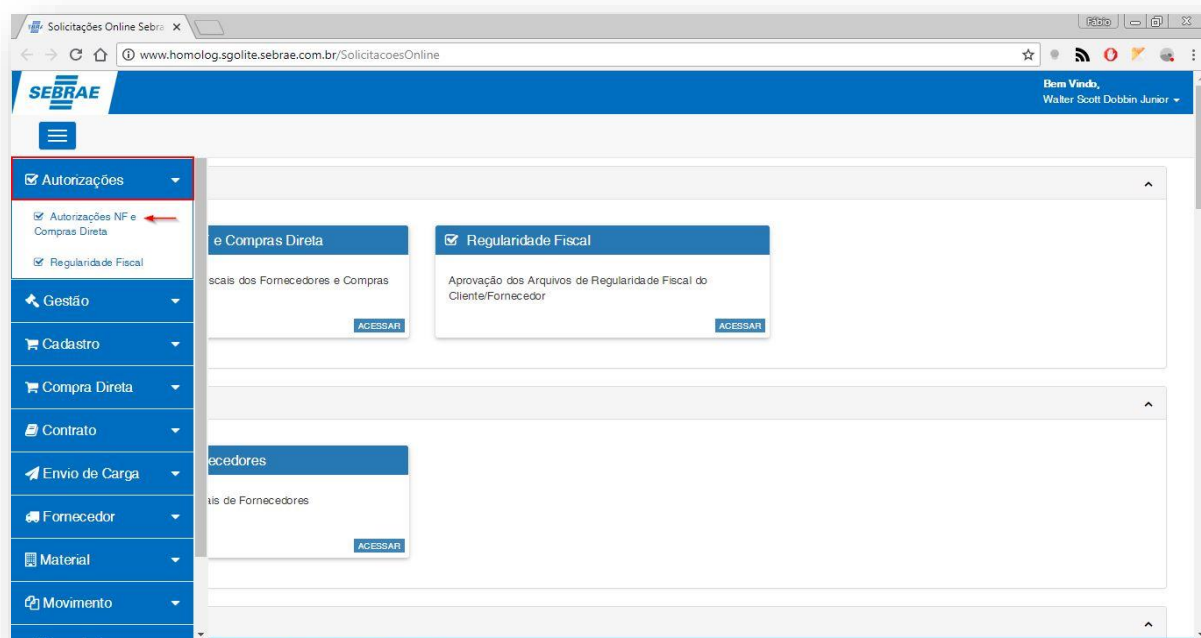 Solicitações Online Sebra
Fábio
www.homolog.sgolite.sebrae.com.br/SolicitacoesOnline
SEBRAE
Bem Vindo,
Walter Scott Dobbin Junior
Autorizações
Autorizações NF e
Compras Direta
Regularidade Fiscal
Gestão
Cadastro
Compra Direta
Contrato
Envio de Carga
Fornecedor
Material
Movimento
e Compras Direta
scais dos Fornecedores e Compras
ACESSAR
Regularidade Fiscal
Aprovação dos Arquivos de Regularidade Fiscal do
Cliente/Fornecedor
ACESSAR
ecedores
ais de Fornecedores
ACESSAR